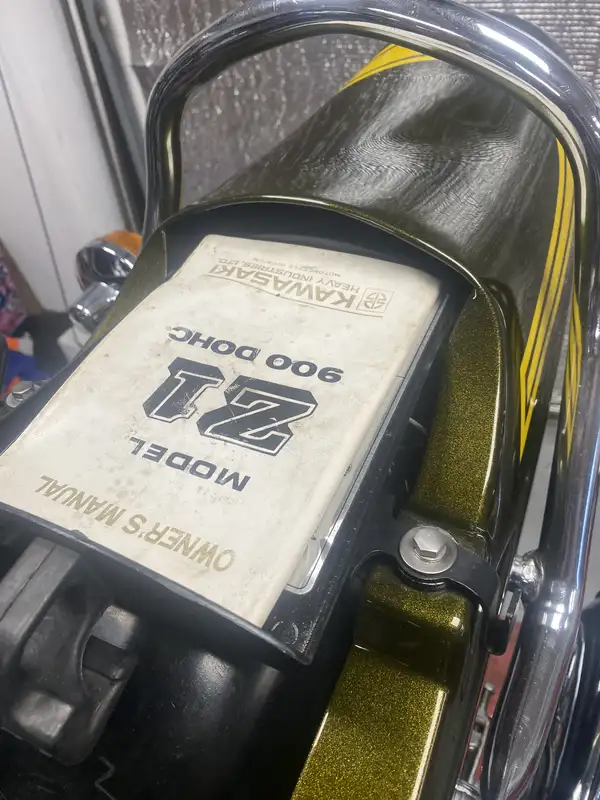 OWNER'S MANUAL
MODEL
Z1
900 DOHC
KAWASAKI
HEAVY INDUSTRIES, LTD.